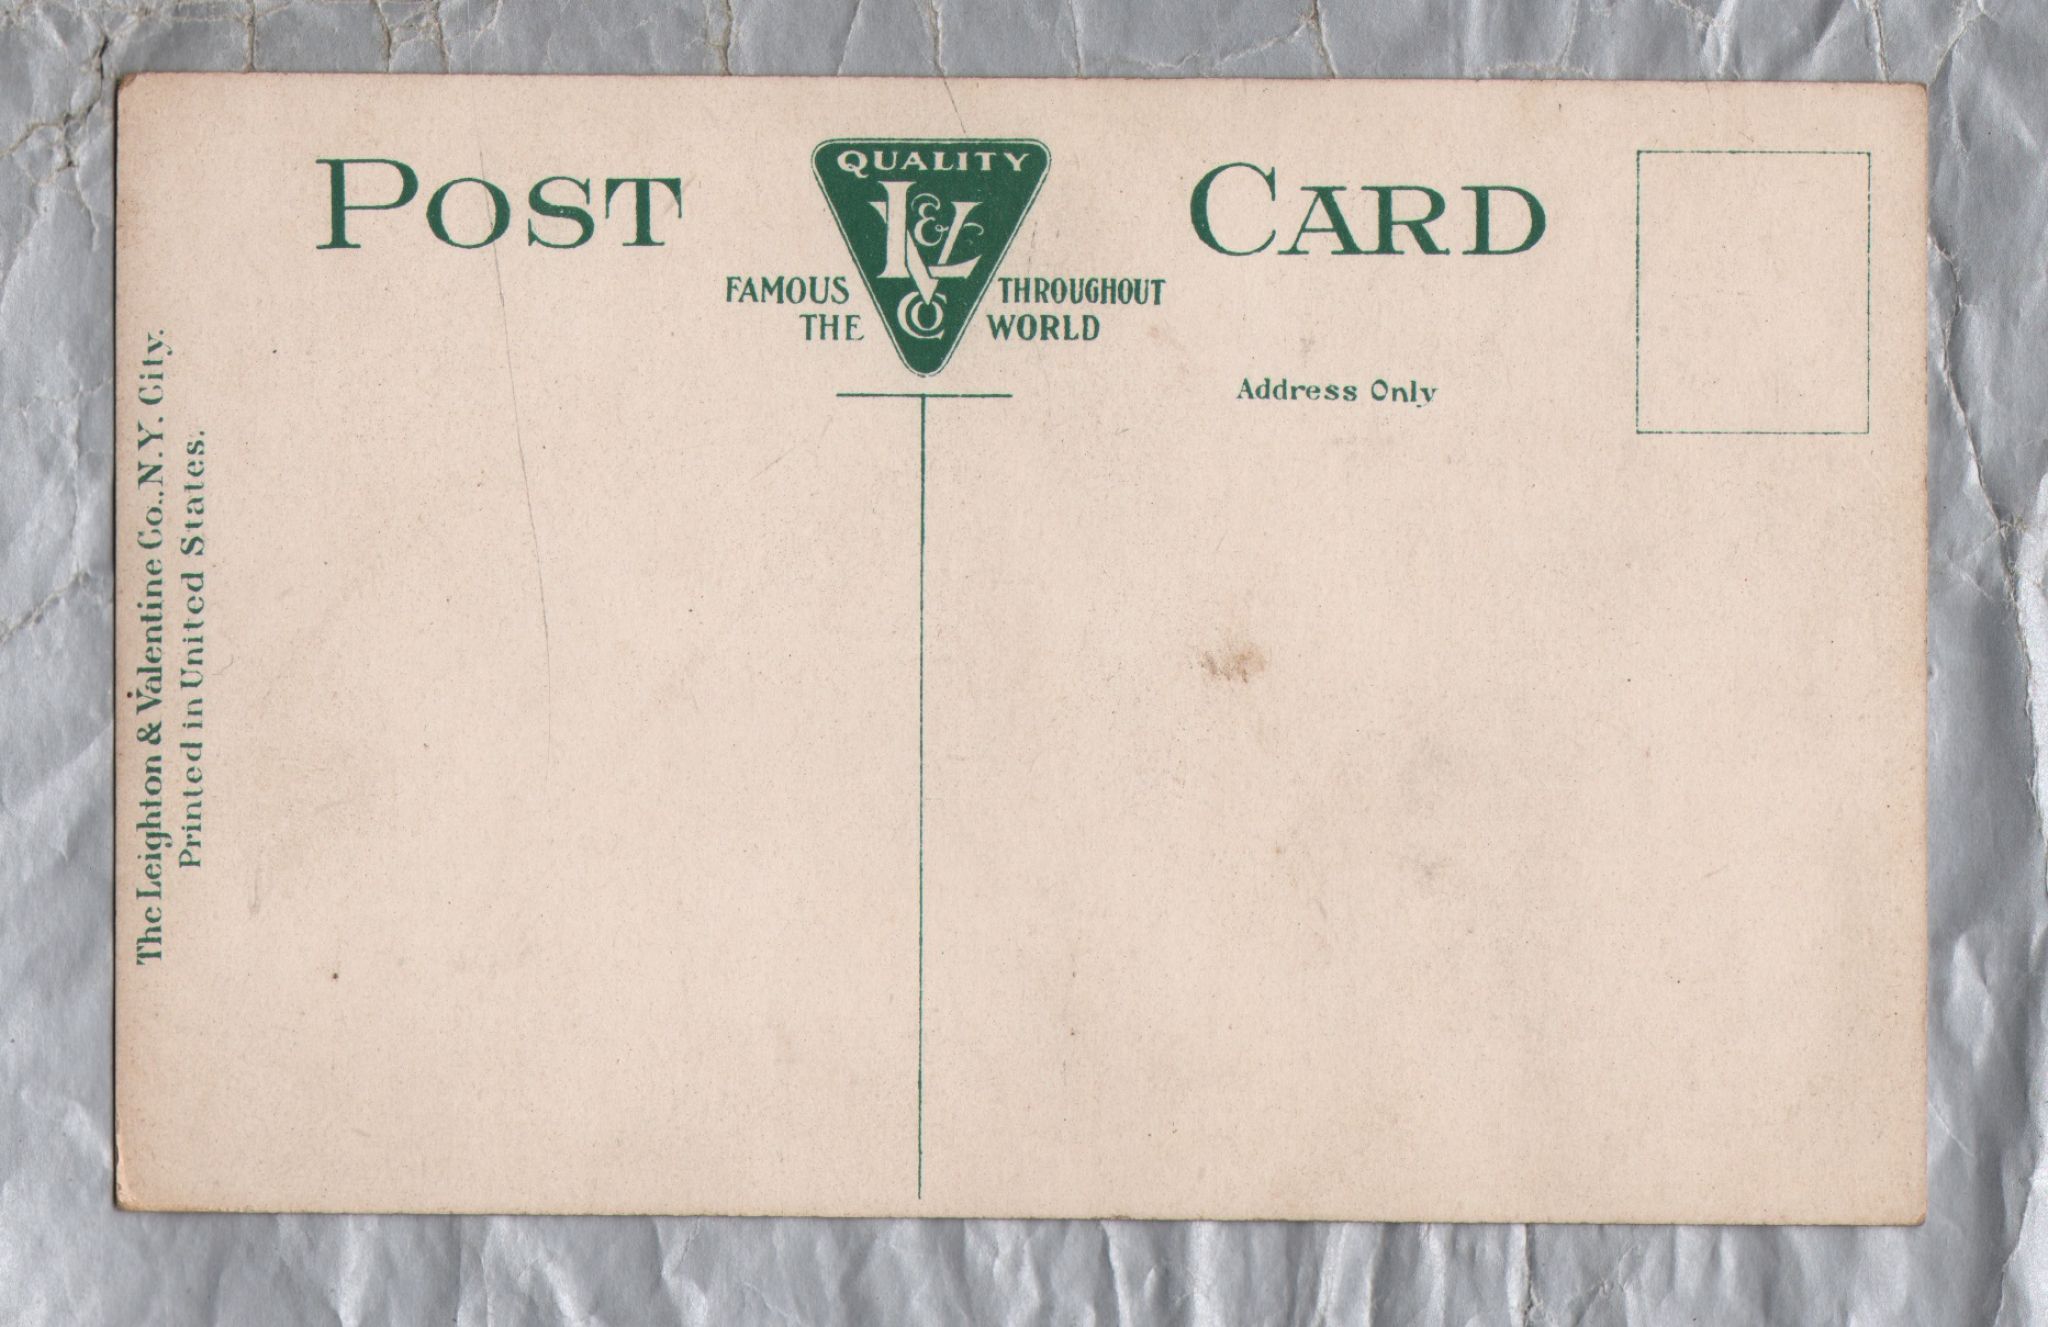 POST CARD
QUALITY
L & V
CO
FAMOUS THROUGHOUT
THE WORLD
Address Only
The Leighton & Valentine Co., N.Y. City.
Printed in United States.